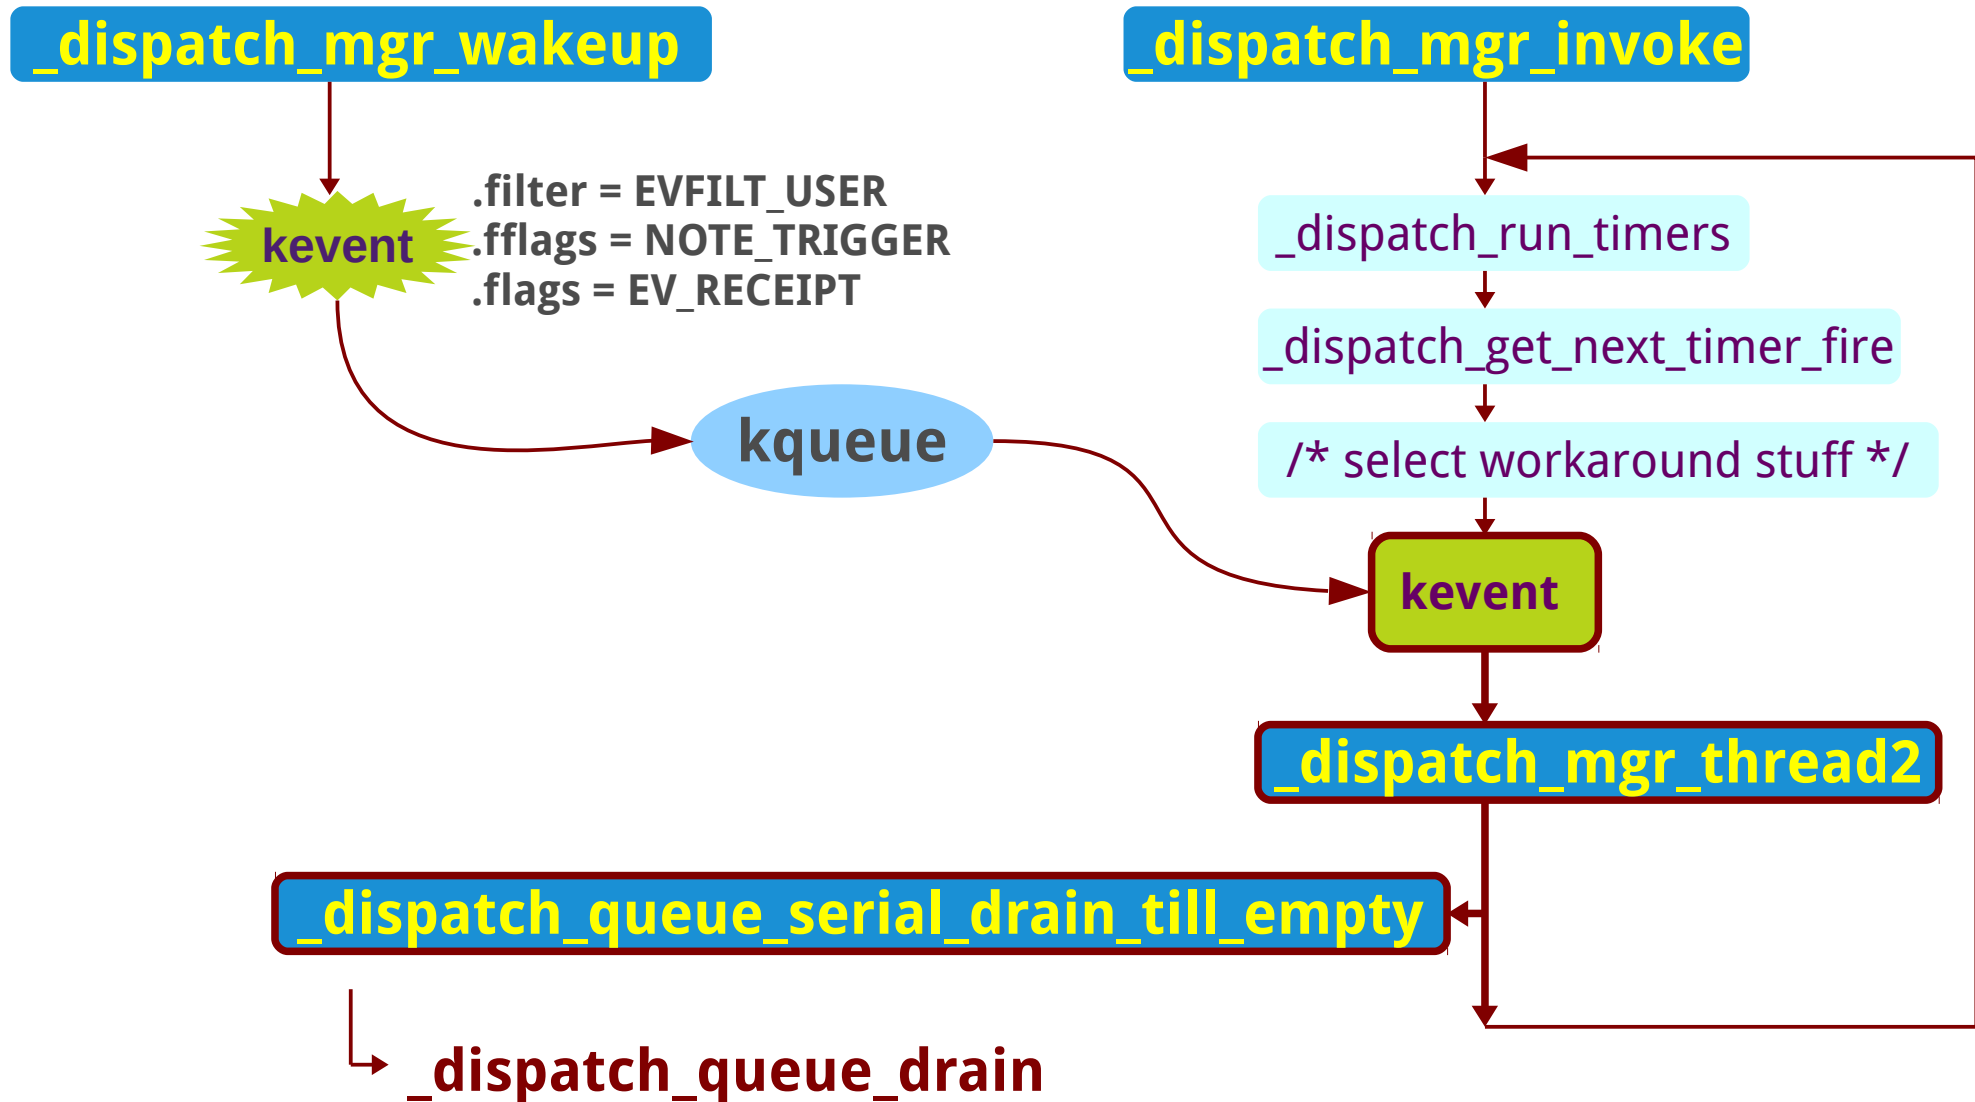 _dispatch_mgr_wakeup
_dispatch_mgr_invoke
kevent
.filter = EVFILT_USER
.fflags = NOTE_TRIGGER
.flags = EV_RECEIPT
_dispatch_run_timers
_dispatch_get_next_timer_fire
/* select workaround stuff */
kqueue
kevent
_dispatch_mgr_thread2
_dispatch_queue_serial_drain_till_empty
_dispatch_queue_drain